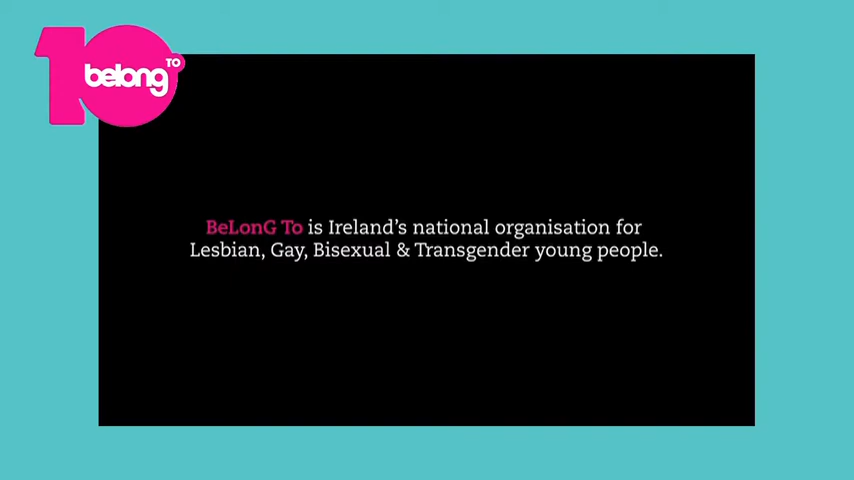 10
belong TO
BeLonG To is Ireland's national organisation for
Lesbian, Gay, Bisexual & Transgender young people.